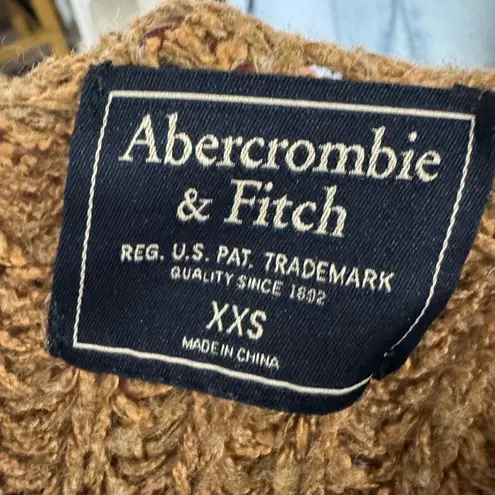 Abercrombie
& Fitch
REG. U.S. PAT. TRADEMARK
QUALITY SINCE 1892
XXS
MADE IN CHINA